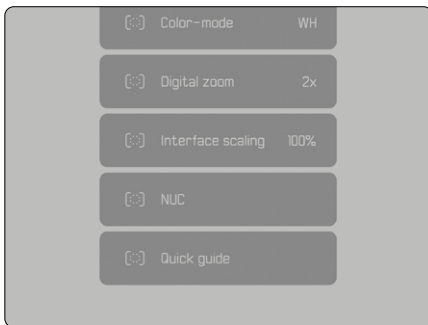 Color-mode WH
Digital zoom 2x
Interface scaling 100%
NUC
Quick guide